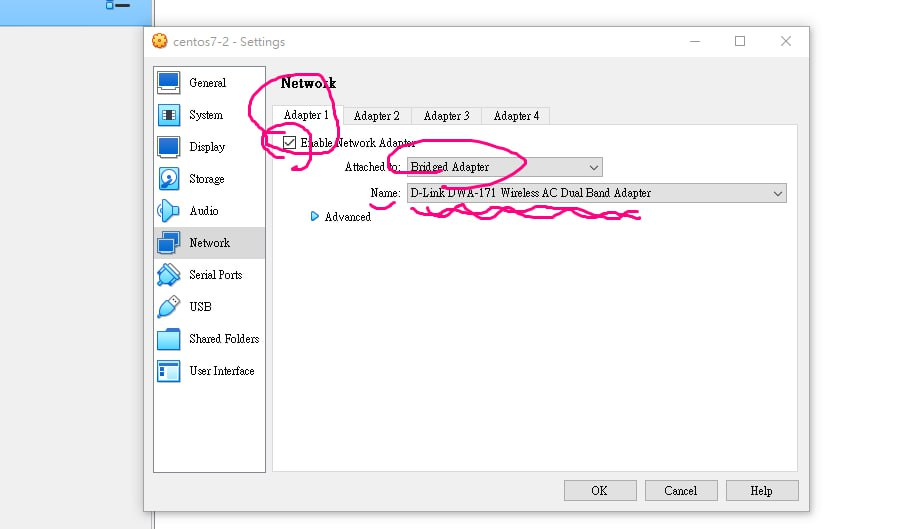 centos7-2 - Settings
General
System
Display
Storage
Audio
Network
Serial Ports
USB
Shared Folders
User Interface
Network
Adapter 1 Adapter 2 Adapter 3 Adapter 4
Enable Network Adapter
Attached to: Bridged Adapter
Name: D-Link DWA-171 Wireless AC Dual Band Adapter
Advanced
OK Cancel Help